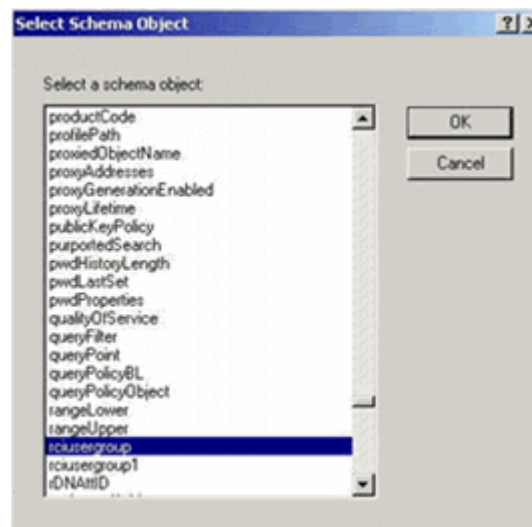 Select Schema Object
Select a schema object:
productCode
profilePath
proxiedObjectName
proxyAddresses
proxyGenerationEnabled
proxyLifetime
publicKeyPolicy
purportedSearch
pwdHistoryLength
pwdLastSet
pwdProperties
qualityOfService
queryFilter
queryPoint
queryPolicyBL
queryPolicyObject
rangeLower
rangeUpper
rciusergroup
rciusergroup1
rDNAttID
OK
Cancel